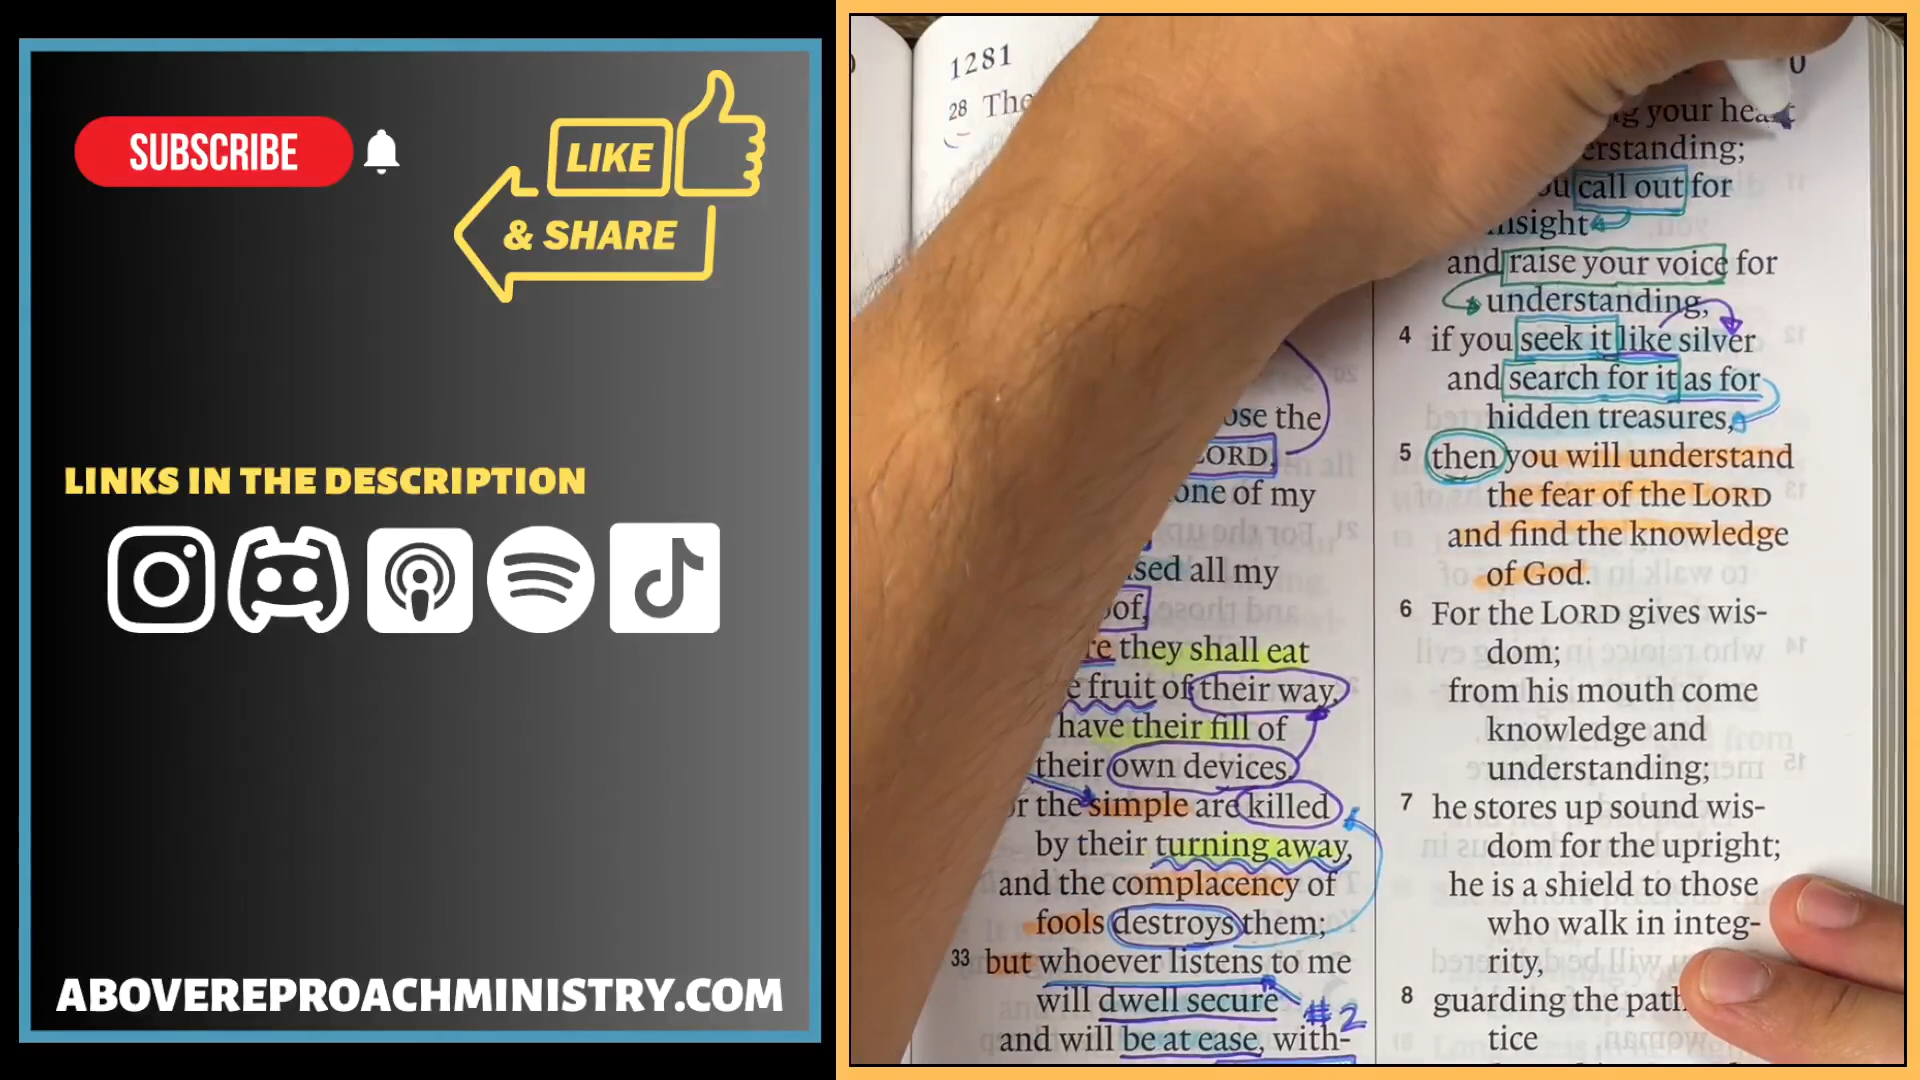 SUBSCRIBE
LIKE
& SHARE
LINKS IN THE DESCRIPTION
ABOVEREPROACHMINISTRY.COM
1281
28 The
the
LORD,
one of my
all my
they shall eat
fruit of their way,
have their fill of
their own devices.
the simple are killed
by their turning away,
and the complacency of
fools destroys them;
33 but whoever listens to me
will dwell secure
#2
and will be at ease, with-
your heart
call out for
insight
and raise your voice for
understanding,
4 if you seek it like silver
and search for it as for
hidden treasures,
5 then you will understand
the fear of the LORD
and find the knowledge
of God.
6 For the LORD gives wis-
dom;
from his mouth come
knowledge and
understanding;
7 he stores up sound wis-
dom for the upright;
he is a shield to those
who walk in integ-
rity,
8 guarding the path
tice